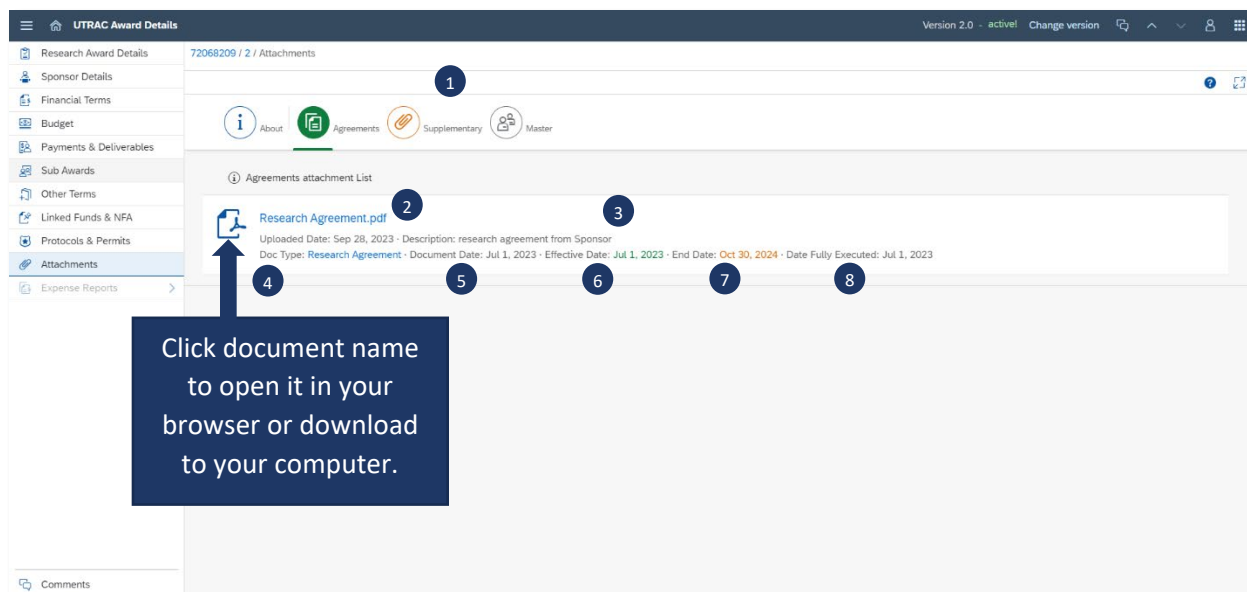 UTRAC Award Details
Version 2.0 - active! Change version
Research Award Details
Sponsor Details
Financial Terms
Budget
Payments & Deliverables
Sub Awards
Other Terms
Linked Funds & NFA
Protocols & Permits
Attachments
Expense Reports
Comments
72068209 / 2 / Attachments
1
?
i About Agreements Supplementary Master
i Agreements attachment List
Research Agreement.pdf
2
3
Uploaded Date: Sep 28, 2023 · Description: research agreement from Sponsor
Doc Type: Research Agreement · Document Date: Jul 1, 2023 · Effective Date: Jul 1, 2023 · End Date: Oct 30, 2024 · Date Fully Executed: Jul 1, 2023
4
5
6
7
8
Click document name
to open it in your
browser or download
to your computer.